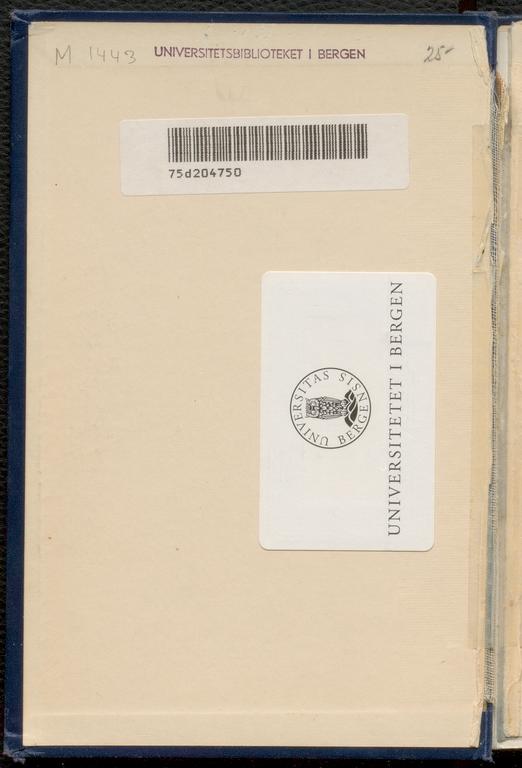 M 1443 UNIVERSITETSBIBLIOTEKET I BERGEN 25-
75d204750
UNIVERSITAS BERGENSIS
UNIVERSITETET I BERGEN